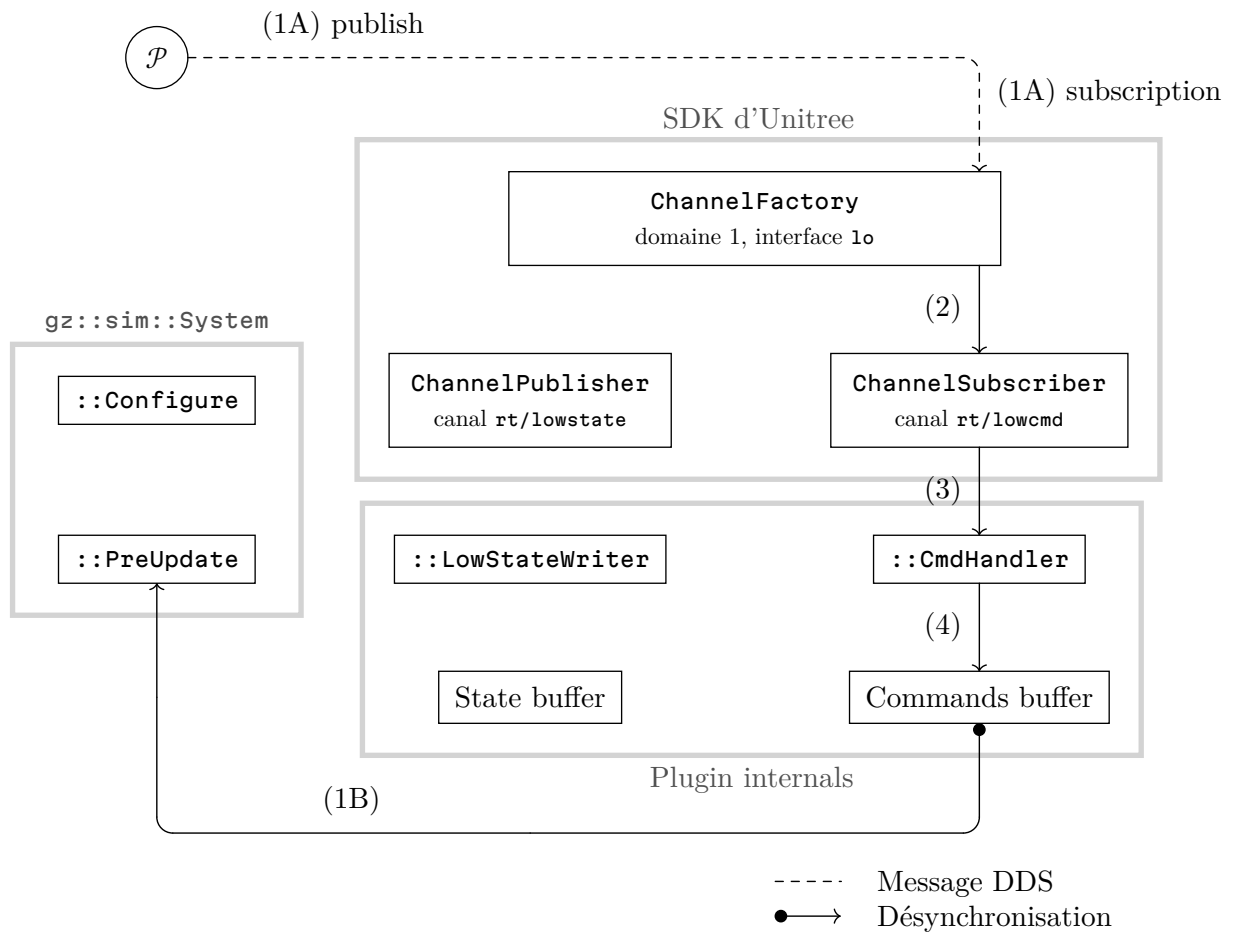 (1A) publish
𝒫
(1A) subscription
SDK d'Unitree
ChannelFactory
domaine 1, interface lo
(2)
gz::sim::System
::Configure
ChannelPublisher
canal rt/lowstate
ChannelSubscriber
canal rt/lowcmd
(3)
::PreUpdate
::LowStateWriter
::CmdHandler
(4)
State buffer
Commands buffer
Plugin internals
(1B)
Message DDS
Désynchronisation